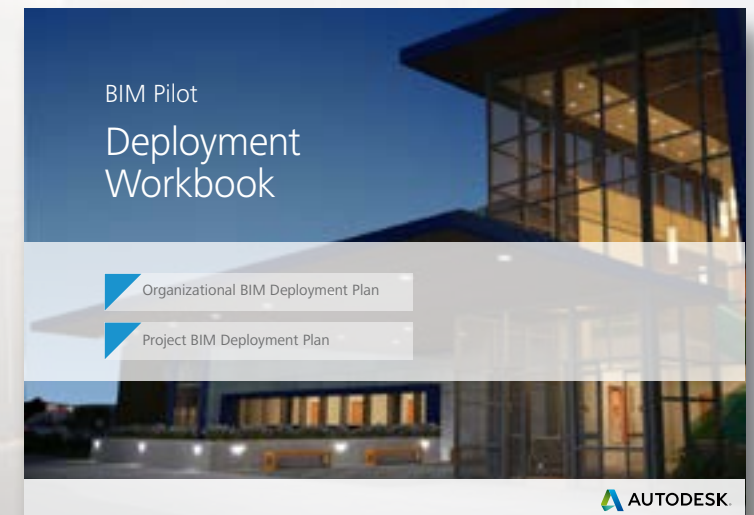 BIM Pilot
Deployment
Workbook
Organizational BIM Deployment Plan
Project BIM Deployment Plan
AUTODESK.